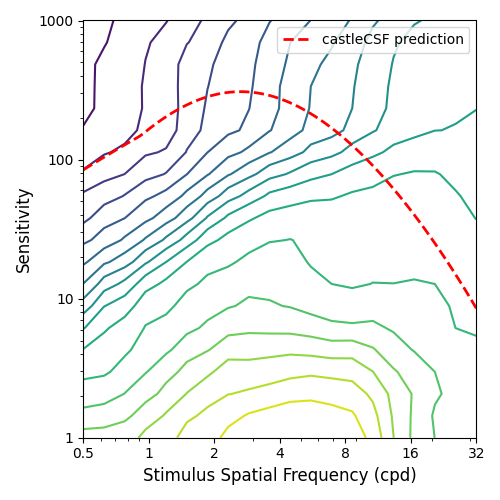 1000
castleCSF prediction
100
Sensitivity
10
1
0.5 1 2 4 8 16 32
Stimulus Spatial Frequency (cpd)